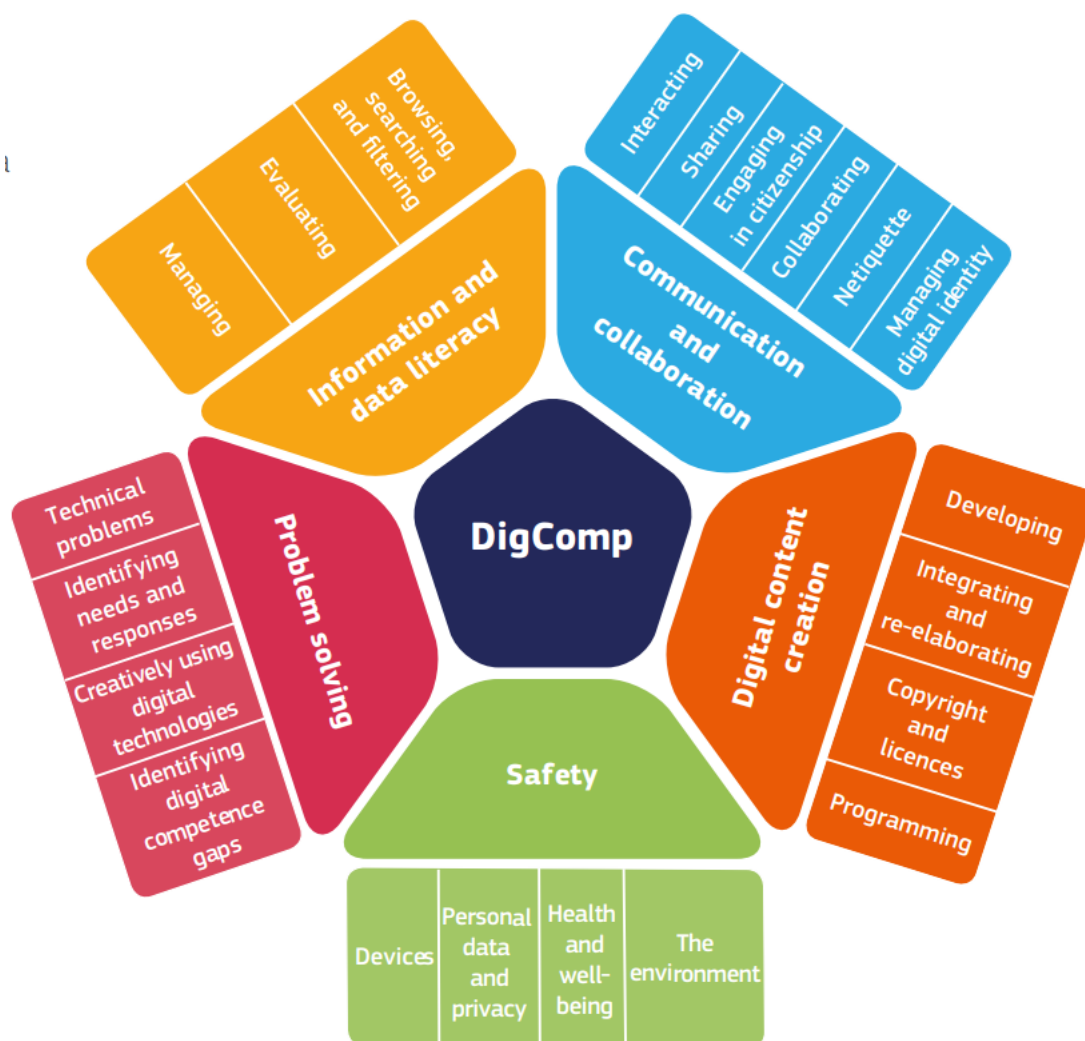 a
Browsing,
searching
and filtering
Evaluating
Managing
Information and
data literacy
Interacting
Sharing
Engaging
in citizenship
Collaborating
Netiquette
Managing
digital identity
Communication
and
collaboration
DigComp
Technical
problems
Identifying
needs and
responses
Creatively using
digital
technologies
Identifying
digital
competence
gaps
Problem solving
Developing
Integrating
and
re-elaborating
Copyright
and
licences
Programming
Digital content
creation
Safety
Devices
Personal
data
and
privacy
Health
and
well-
being
The
environment